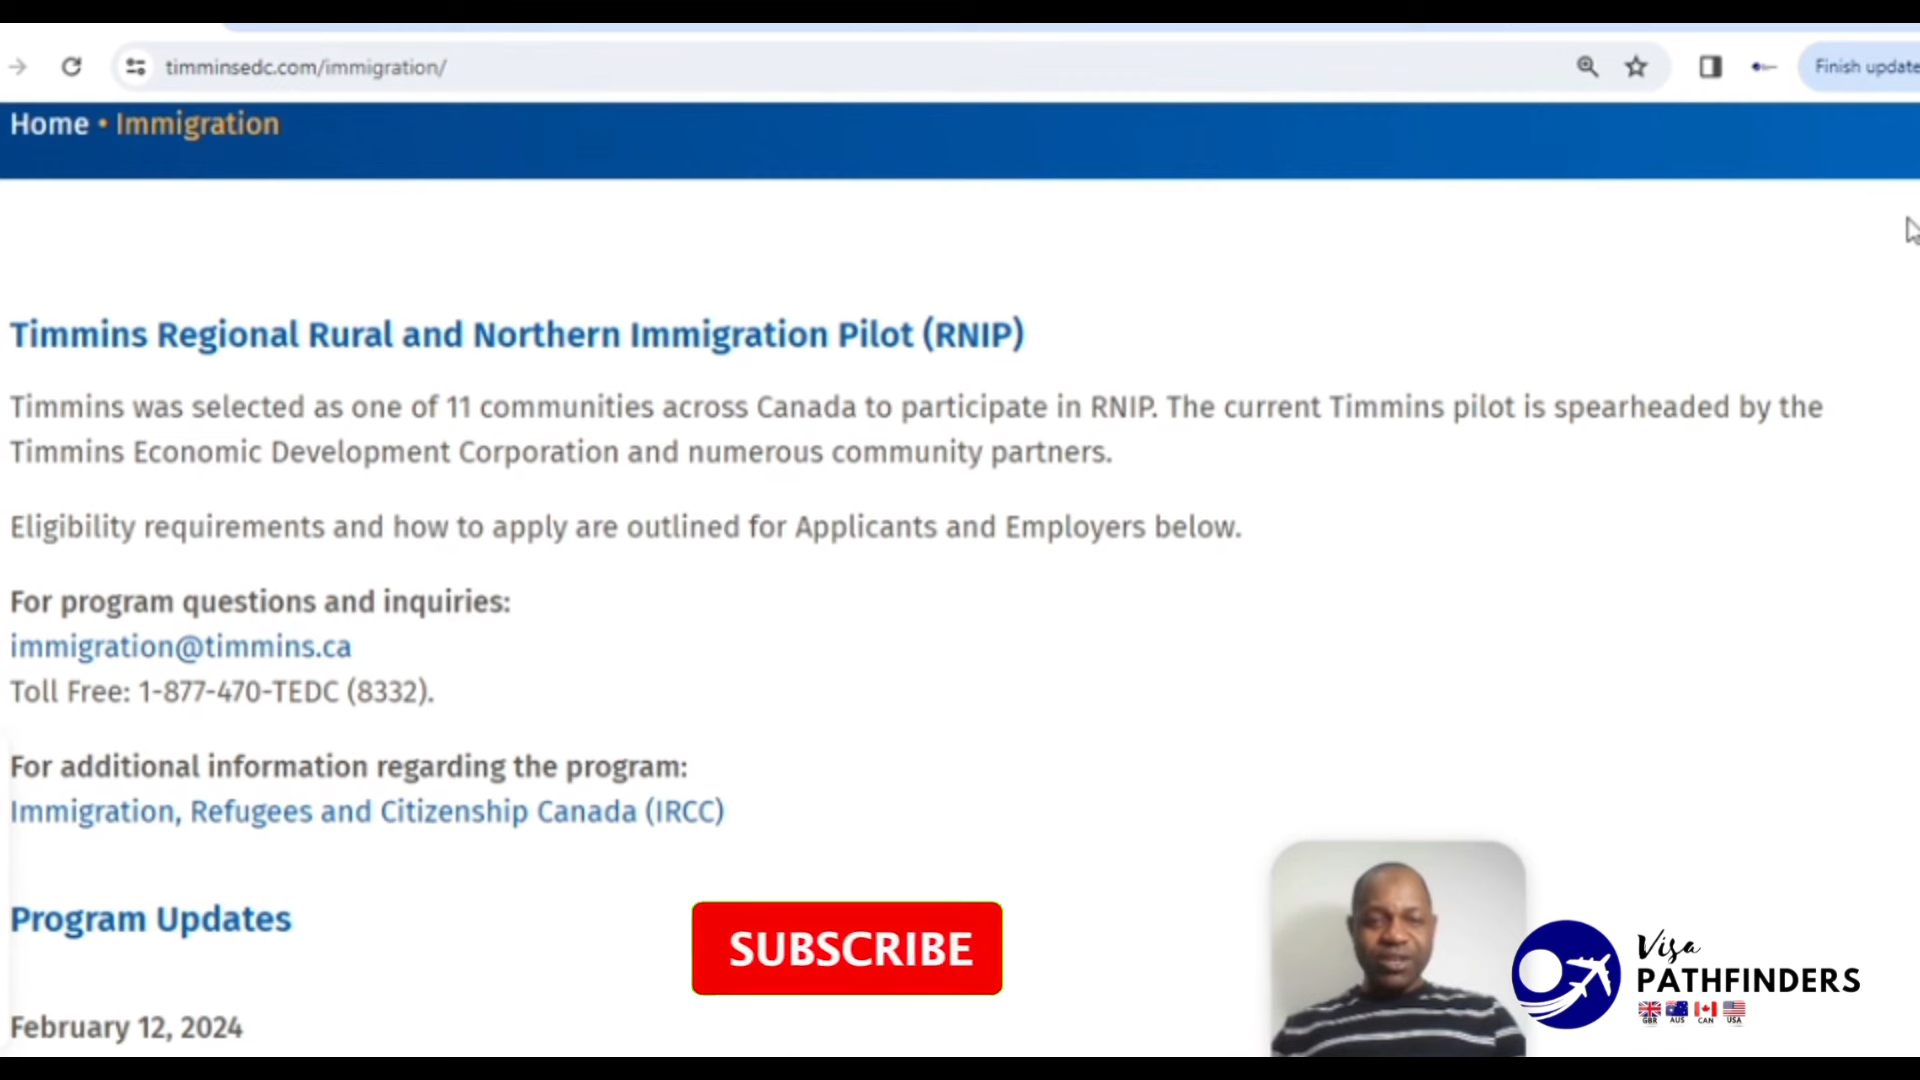 timminsedc.com/immigration/
Finish update
Home • Immigration
Timmins Regional Rural and Northern Immigration Pilot (RNIP)
Timmins was selected as one of 11 communities across Canada to participate in RNIP. The current Timmins pilot is spearheaded by the
Timmins Economic Development Corporation and numerous community partners.
Eligibility requirements and how to apply are outlined for Applicants and Employers below.
For program questions and inquiries:
immigration@timmins.ca
Toll Free: 1-877-470-TEDC (8332).
For additional information regarding the program:
Immigration, Refugees and Citizenship Canada (IRCC)
Program Updates
SUBSCRIBE
Visa
PATHFINDERS
GBR AUS CAN USA
February 12, 2024